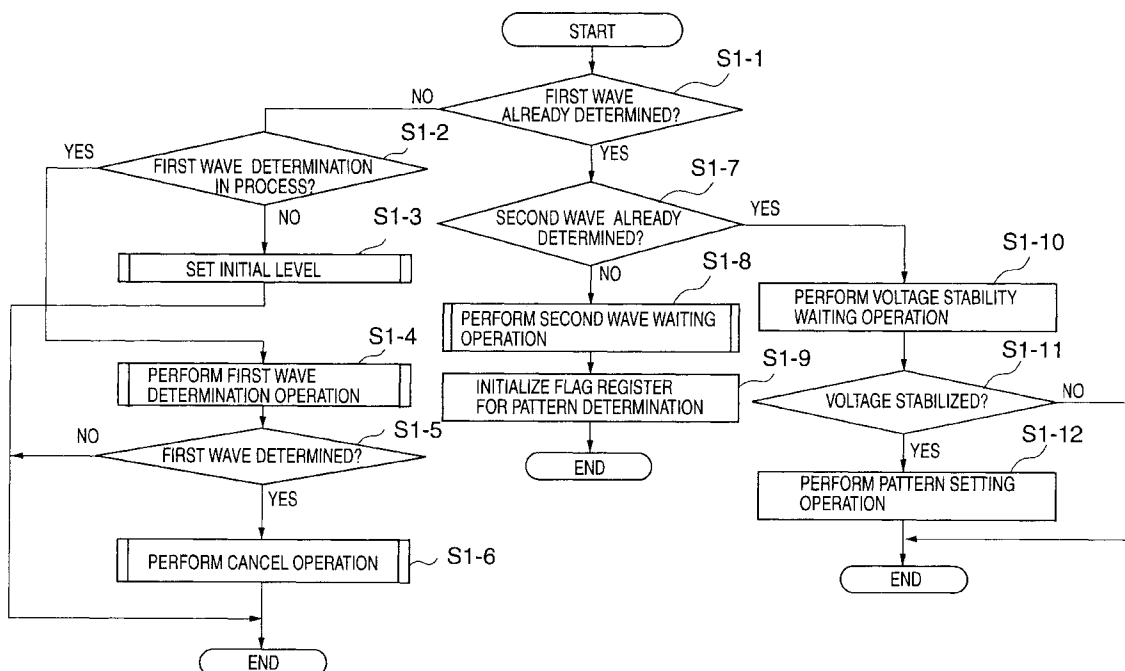 START
S1-1
FIRST WAVE
ALREADY DETERMINED?
NO
YES
S1-2
YES
FIRST WAVE DETERMINATION
IN PROCESS?
NO
S1-3
SET INITIAL LEVEL
S1-4
PERFORM FIRST WAVE
DETERMINATION OPERATION
S1-5
NO
FIRST WAVE DETERMINED?
YES
PERFORM CANCEL OPERATION
S1-6
END
S1-7
SECOND WAVE ALREADY
DETERMINED?
YES
NO
S1-8
PERFORM SECOND WAVE WAITING
OPERATION
S1-9
INITIALIZE FLAG REGISTER
FOR PATTERN DETERMINATION
END
S1-10
PERFORM VOLTAGE STABILITY
WAITING OPERATION
S1-11
VOLTAGE STABILIZED?
NO
YES
S1-12
PERFORM PATTERN SETTING
OPERATION
END